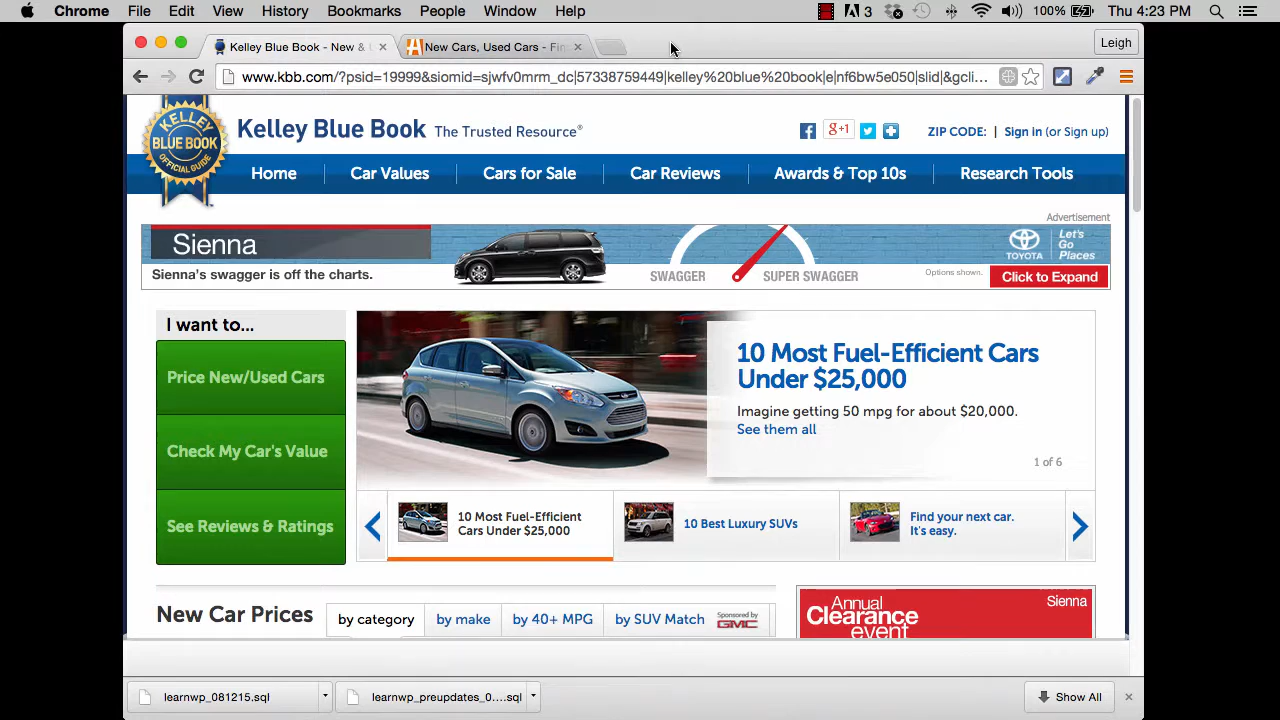 Chrome File Edit View History Bookmarks People Window Help 3 100% Thu 4:23 PM
Kelley Blue Book - New & U New Cars, Used Cars - Fin Leigh
www.kbb.com/?psid=19999&siomid=sjwfv0mrm_dc|57338759449|kelley%20blue%20book|e|nf6bw5e0i0|slid|&gcli...
KELLEY
BLUE BOOK
OFFICIAL GUIDE
Kelley Blue Book The Trusted Resource®
g+1
ZIP CODE: | Sign in (or Sign up)
Home Car Values Cars for Sale Car Reviews Awards & Top 10s Research Tools
Advertisement
Sienna
Sienna's swagger is off the charts.
SWAGGER SUPER SWAGGER
Options shown.
TOYOTA
Let's
Go
Places
Click to Expand
I want to...
Price New/Used Cars
Check My Car's Value
See Reviews & Ratings
10 Most Fuel-Efficient Cars
Under $25,000
Imagine getting 50 mpg for about $20,000.
See them all
1 of 6
10 Most Fuel-Efficient
Cars Under $25,000
10 Best Luxury SUVs
Find your next car.
It's easy.
New Car Prices by category by make by 40+ MPG by SUV Match Sponsored by
GMC
Annual
Clearance
event
Sienna
learnwp_081215.sql learnwp_preupdates_0....sql Show All